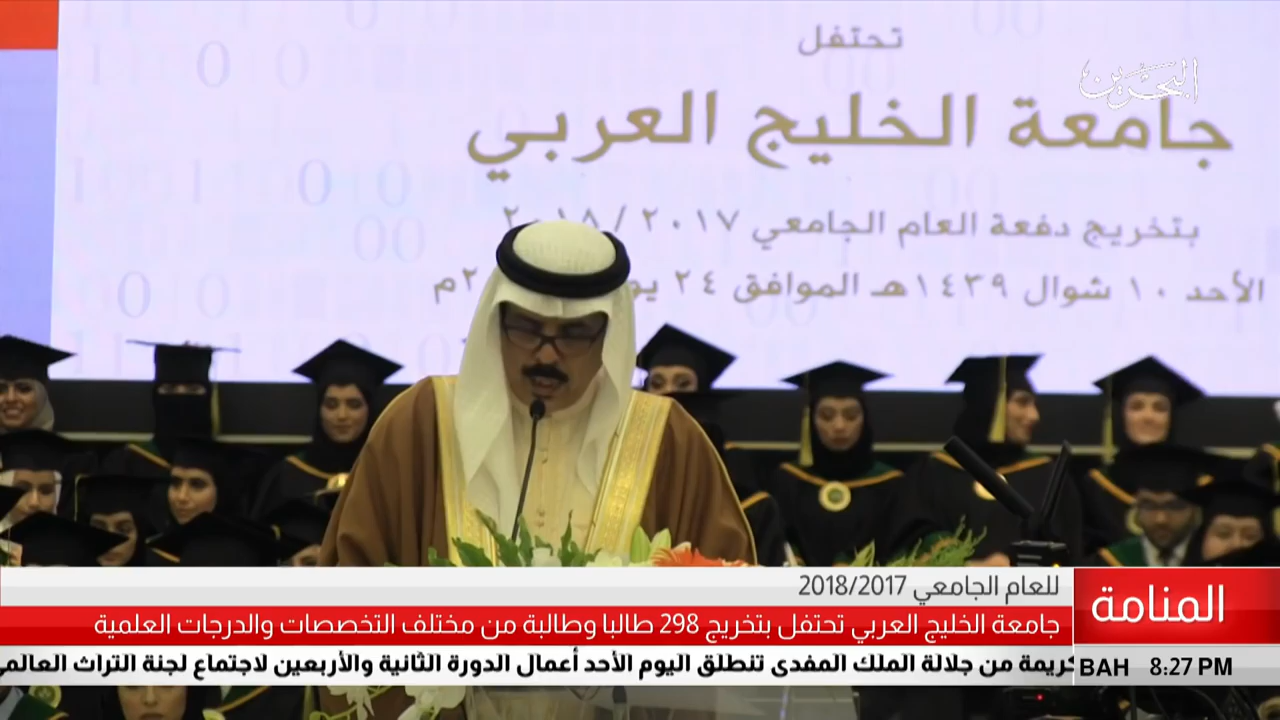 تحتفل
البحرين
جامعة الخليج العربي
بتخريج دفعة العام الجامعي ٢٠١٧ / ٢٠١٨
الأحد ١٠ شوال ١٤٣٩هـ الموافق ٢٤
للعام الجامعي 2018/2017
المنامة
جامعة الخليج العربي تحتفل بتخريج 298 طالبا وطالبة من مختلف التخصصات والدرجات العلمية
كريمة من جلالة الملك المفدى تنطلق اليوم الأحد أعمال الدورة الثانية والأربعين لاجتماع لجنة التراث العالمي
BAH 8:27 PM